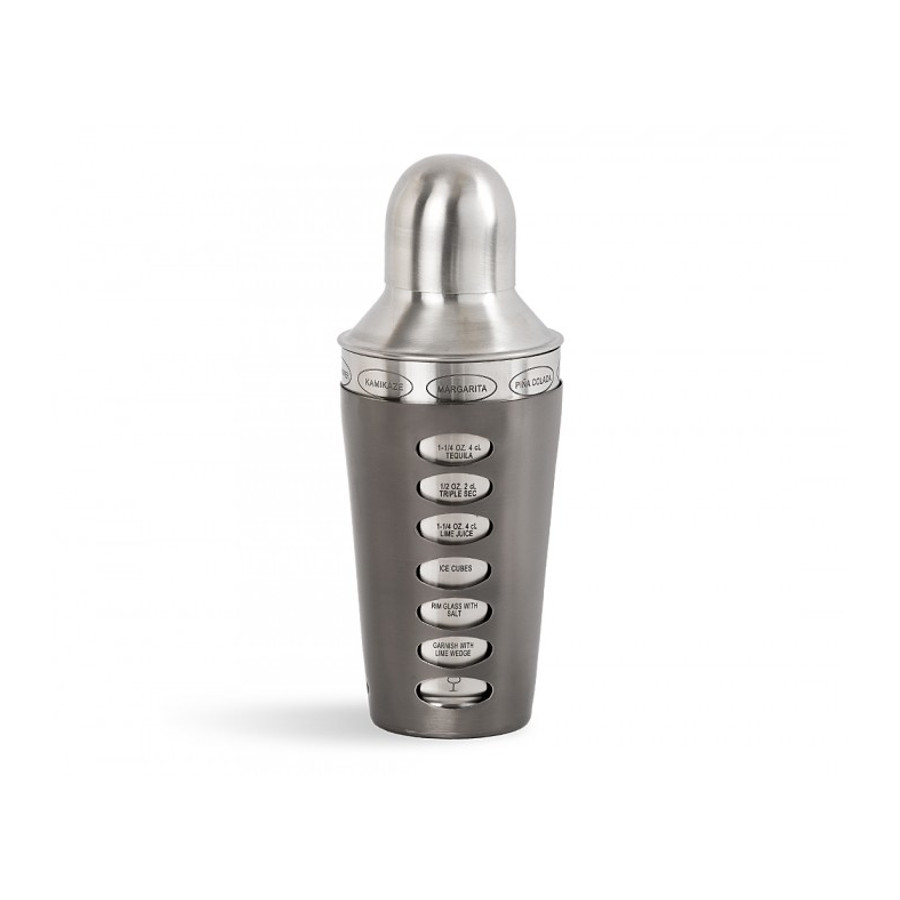 KAMIKAZE MARGARITA PIÑA COLADA
1-1/4 OZ. 4 cL
TEQUILA
1/2 OZ. 2 cL
TRIPLE SEC
1-1/4 OZ. 4 cL
LIME JUICE
ICE CUBES
RIM GLASS WITH
SALT
GARNISH WITH
LIME WEDGE